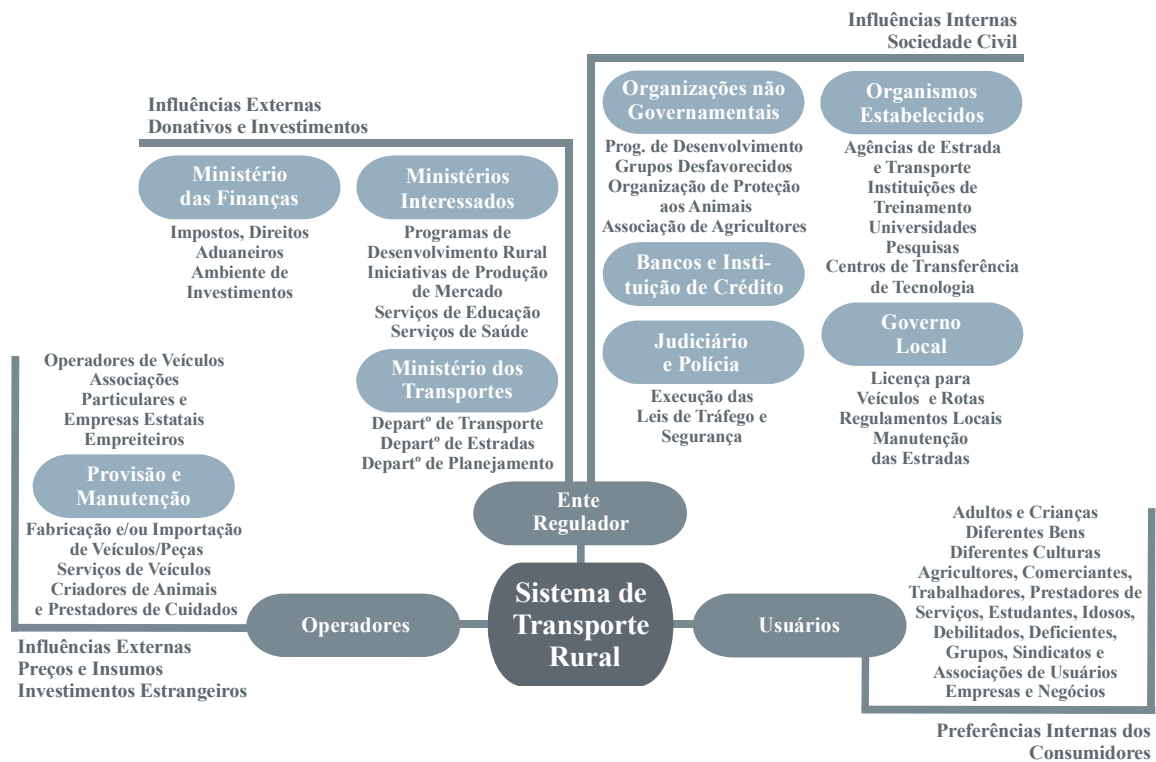 Influências Internas
Sociedade Civil
Organizações não
Governamentais
Prog. de Desenvolvimento
Grupos Desfavorecidos
Organização de Proteção
aos Animais
Associação de Agricultores
Bancos e Insti-
tuição de Crédito
Judiciário
e Polícia
Execução das
Leis de Tráfego e
Segurança
Organismos
Estabelecidos
Agências de Estrada
e Transporte
Instituições de
Treinamento
Universidades
Pesquisas
Centros de Transferência
de Tecnologia
Governo
Local
Licença para
Veículos e Rotas
Regulamentos Locais
Manutenção
das Estradas
Influências Externas
Donativos e Investimentos
Ministério
das Finanças
Impostos, Direitos
Aduaneiros
Ambiente de
Investimentos
Ministérios
Interessados
Programas de
Desenvolvimento Rural
Iniciativas de Produção
de Mercado
Serviços de Educação
Serviços de Saúde
Ministério dos
Transportes
Departº de Transporte
Departº de Estradas
Departº de Planejamento
Operadores de Veículos
Associações
Particulares e
Empresas Estatais
Empreiteiros
Provisão e
Manutenção
Fabricação e/ou Importação
de Veículos/Peças
Serviços de Veículos
Criadores de Animais
e Prestadores de Cuidados
Influências Externas
Preços e Insumos
Investimentos Estrangeiros
Ente
Regulador
Operadores
Sistema de
Transporte
Rural
Usuários
Adultos e Crianças
Diferentes Bens
Diferentes Culturas
Agricultores, Comerciantes,
Trabalhadores, Prestadores de
Serviços, Estudantes, Idosos,
Debilitados, Deficientes,
Grupos, Sindicatos e
Associações de Usuários
Empresas e Negócios
Preferências Internas dos
Consumidores